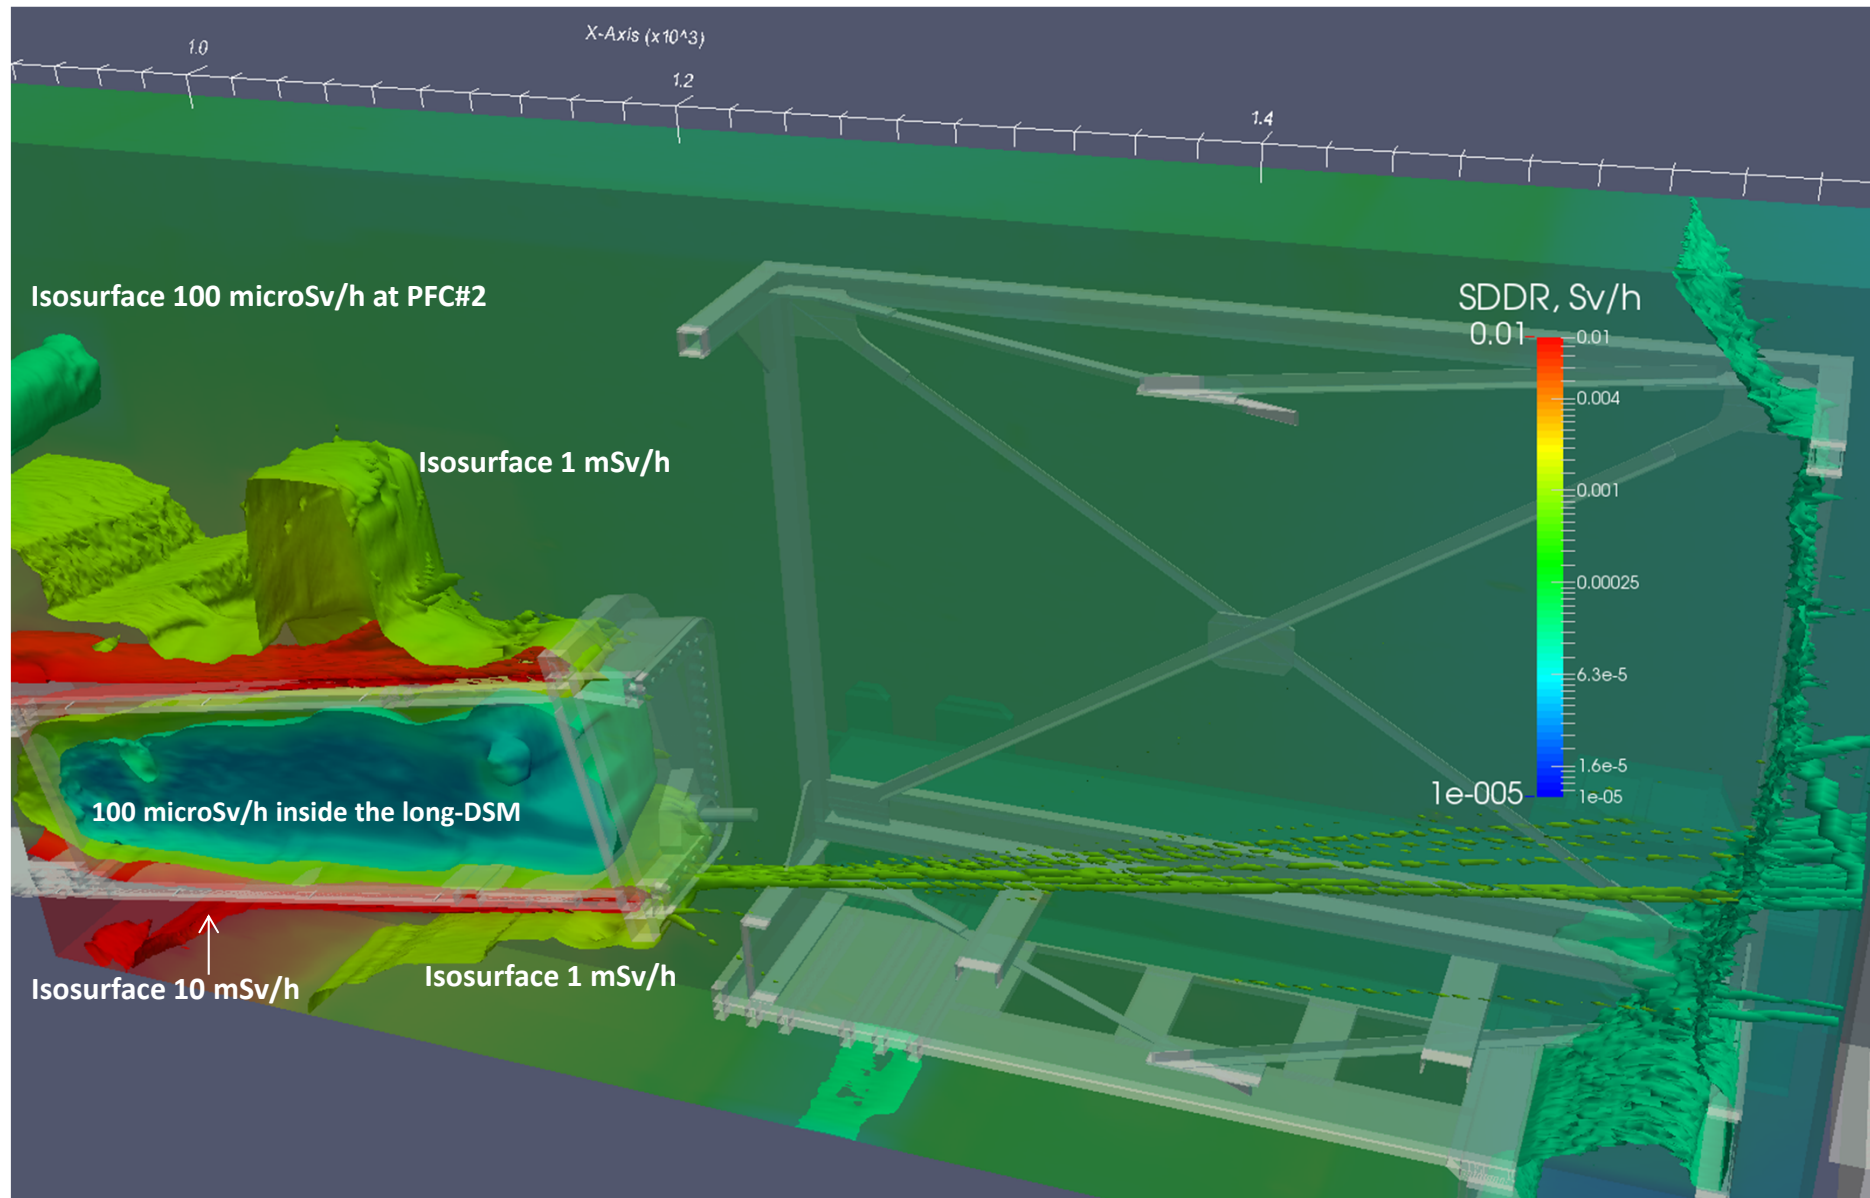 X-Axis (x10^3)
1.0
1.2
1.4
Isosurface 100 microSv/h at PFC#2
SDDR, Sv/h
0.01
0.01
0.004
Isosurface 1 mSv/h
0.001
0.00025
6.3e-5
1.6e-5
1e-005
1e-05
100 microSv/h inside the long-DSM
Isosurface 10 mSv/h
Isosurface 1 mSv/h